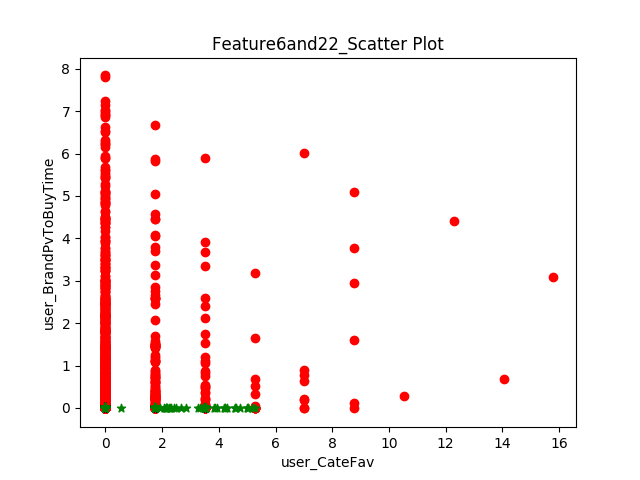 Feature6and22_Scatter Plot
user_BrandPvToBuyTime
8
7
6
5
4
3
2
1
0
0 2 4 6 8 10 12 14 16
user_CateFav